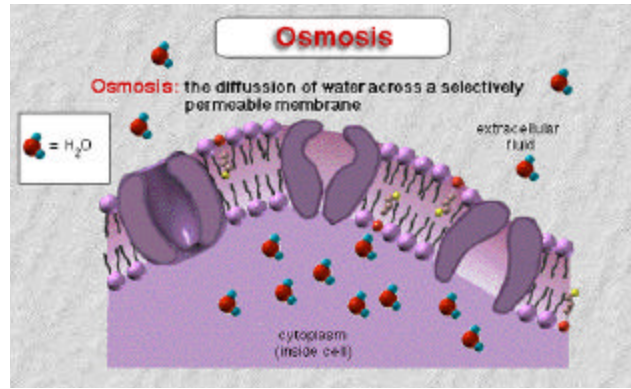 Osmosis
Osmosis: the diffussion of water across a selectively
permeable membrane
= H₂O
extracellular
fluid
cytoplasm
(inside cell)